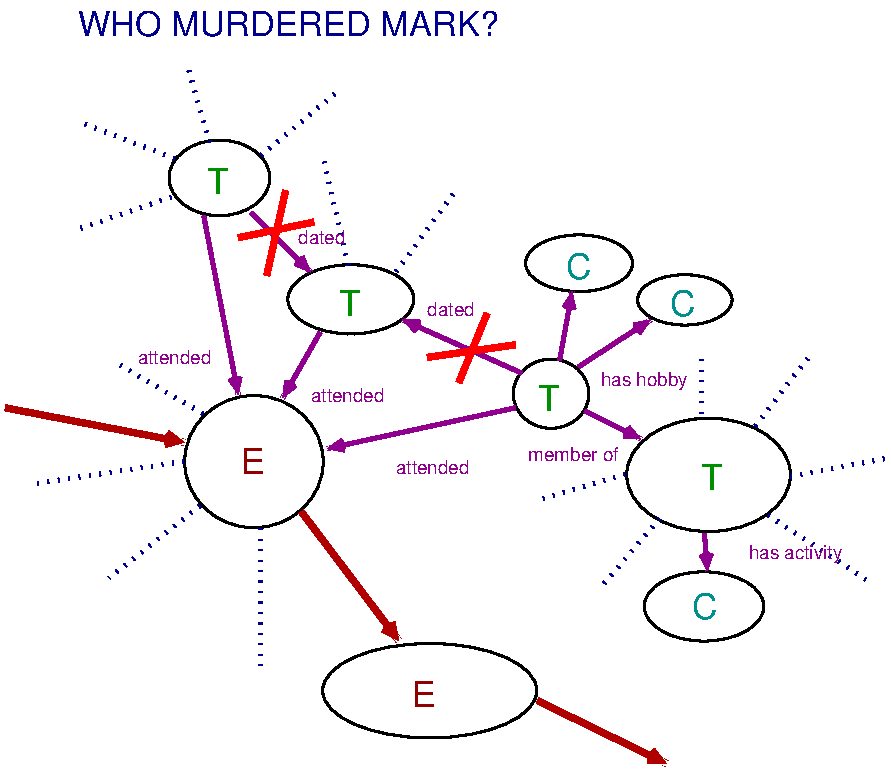 WHO MURDERED MARK?
T
dated
C
T
C
dated
attended
has hobby
attended
T
E
member of
attended
T
has activity
C
E